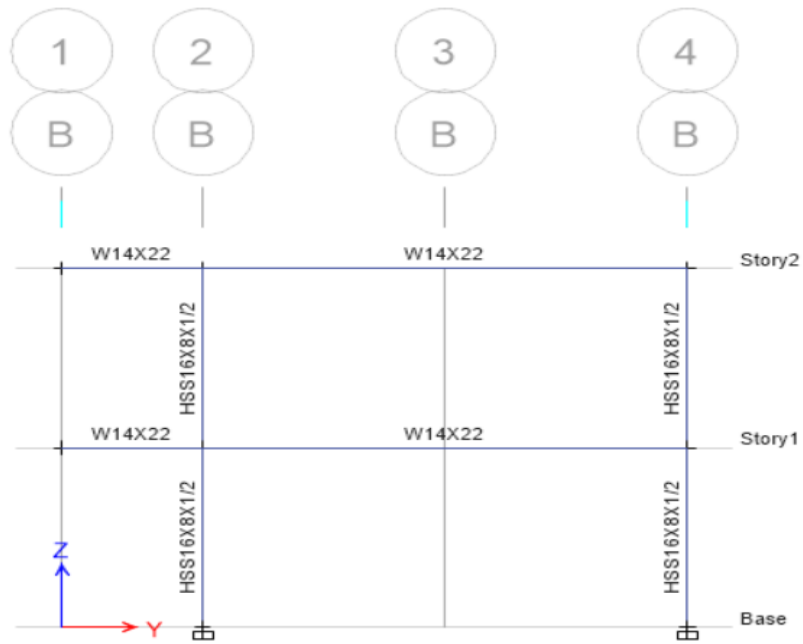 1 2 3 4
B B B B
W14X22 W14X22
Story2
HSS16X8X1/2 HSS16X8X1/2
W14X22 W14X22
Story1
HSS16X8X1/2 HSS16X8X1/2
Z
Y
Base